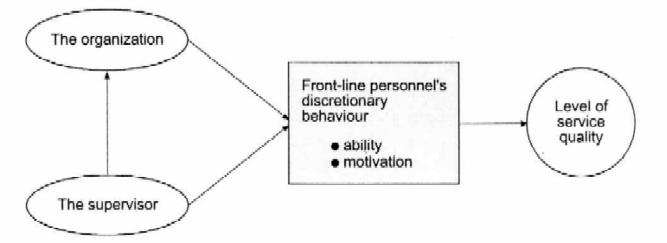 The organization
Front-line personnel's
discretionary
behaviour
● ability
● motivation
Level of
service
quality
The supervisor